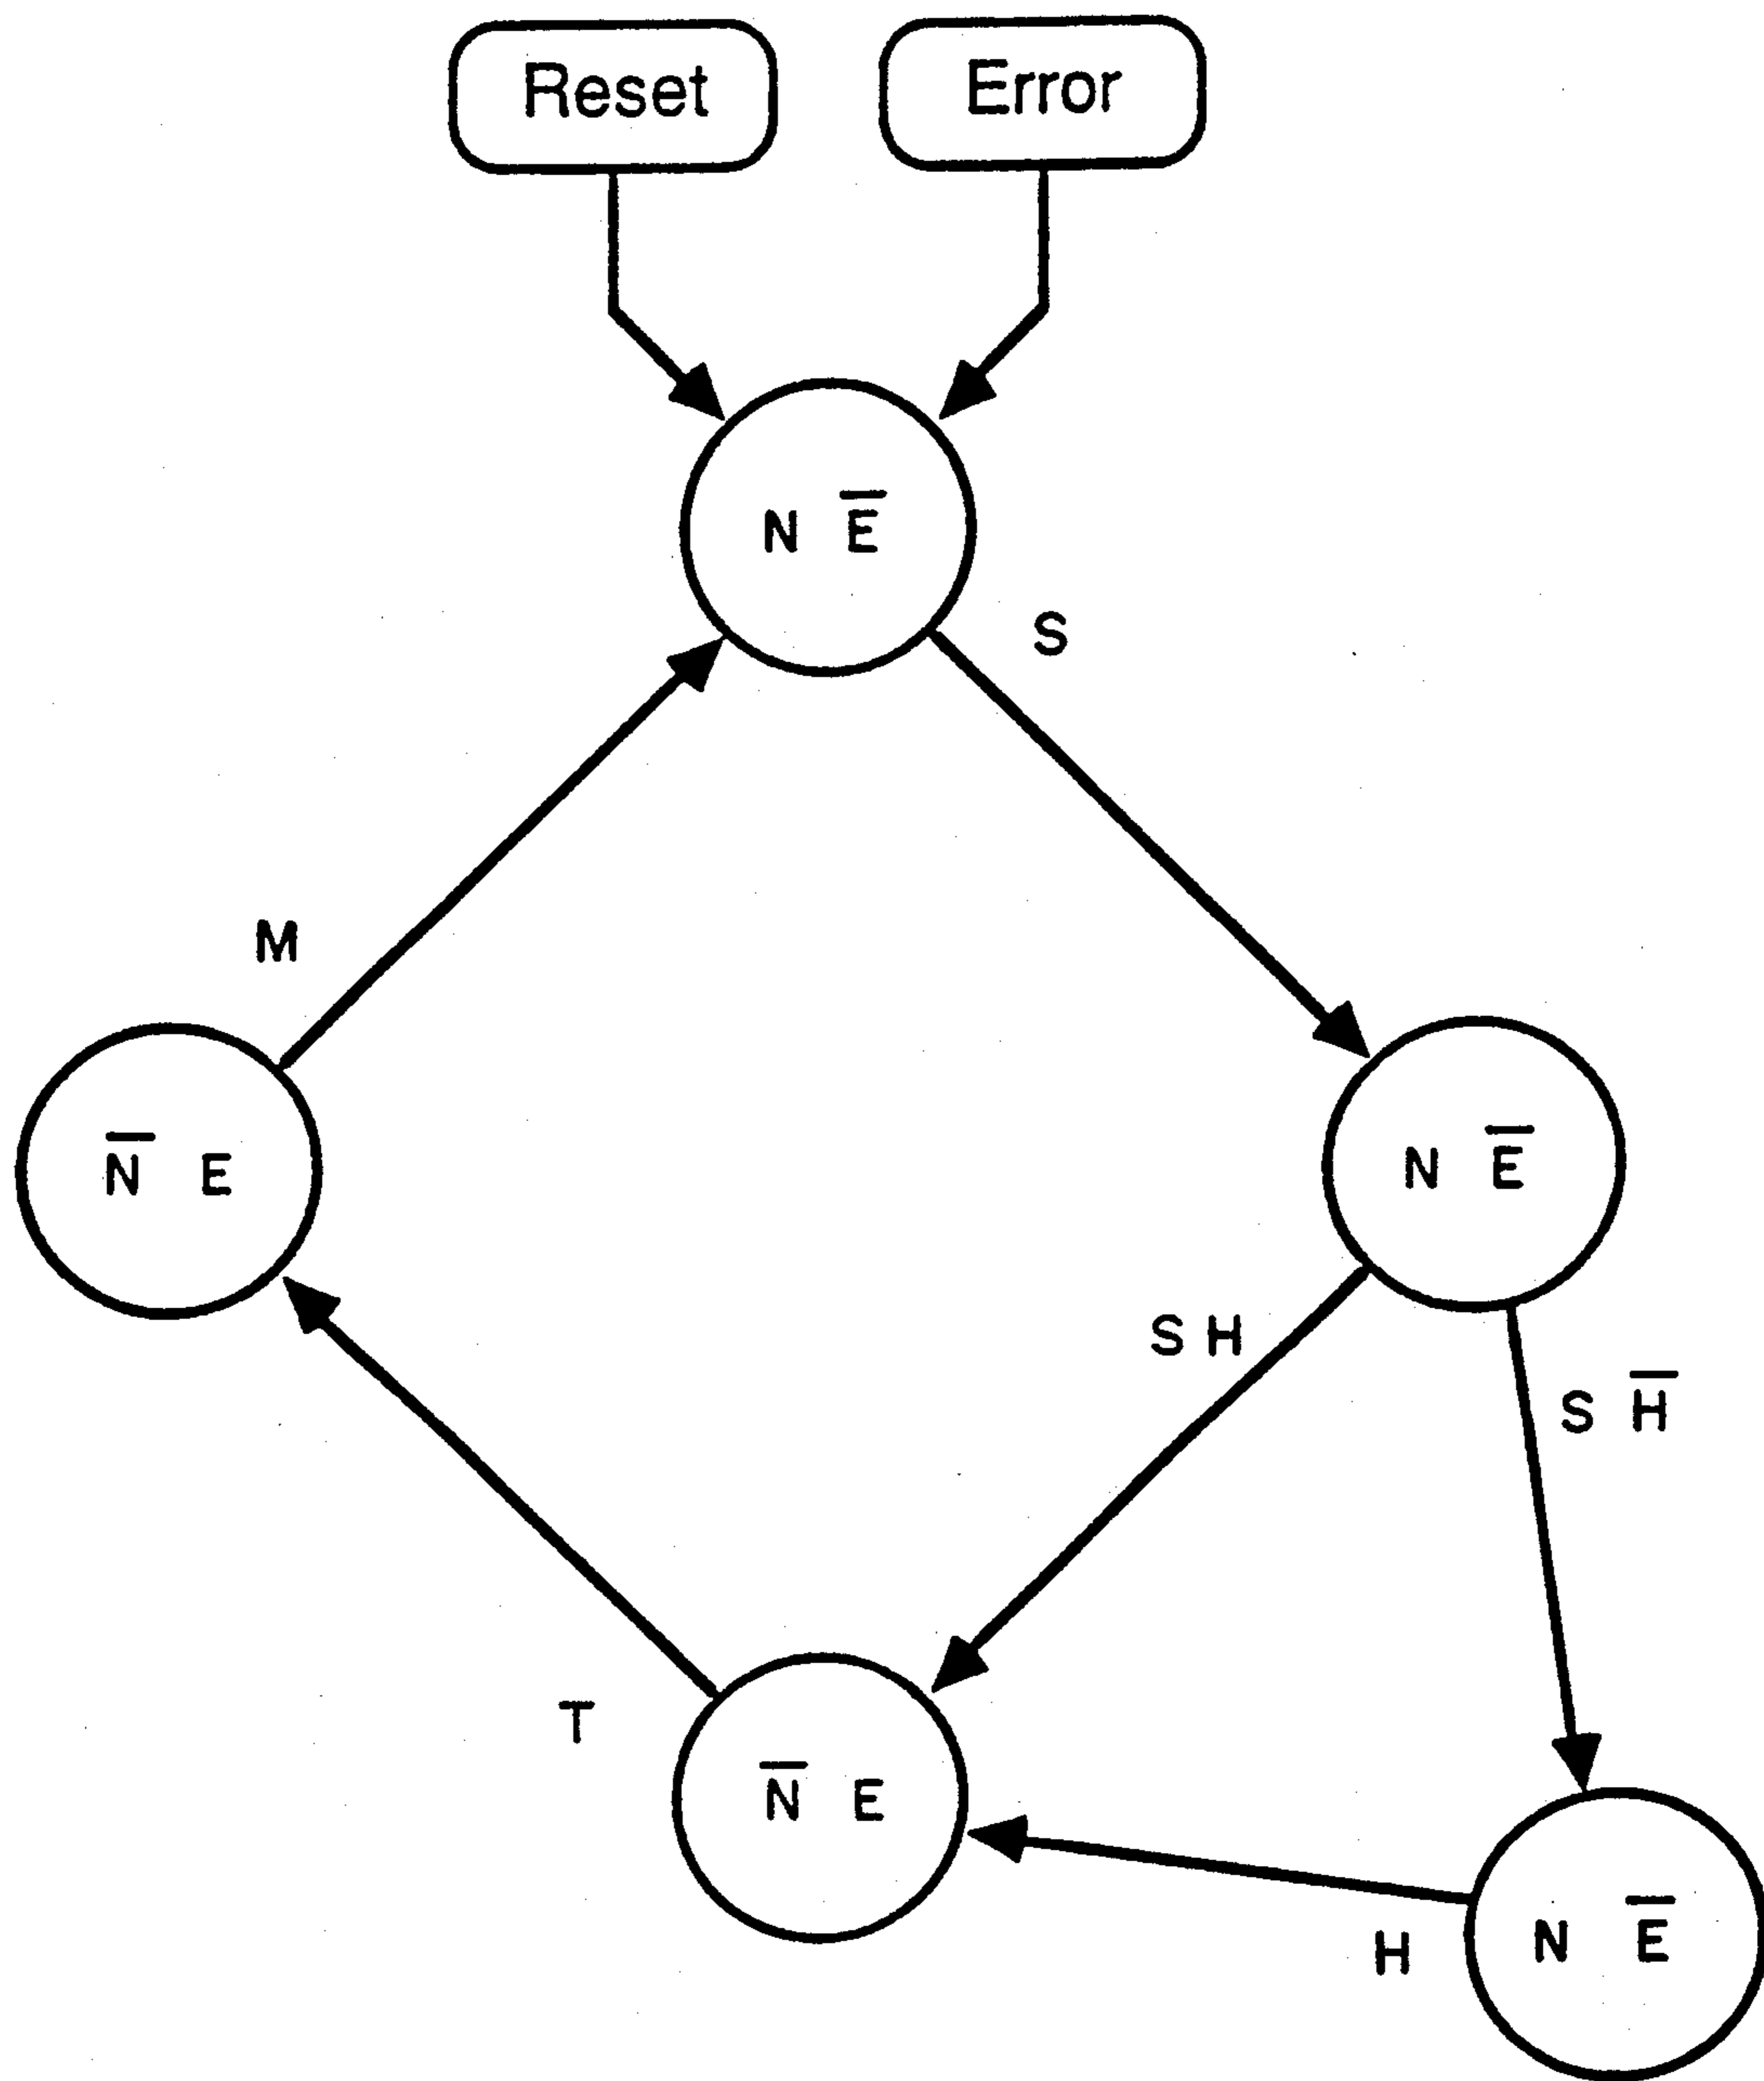 Reset
Error
N E̅
S
M
N̅ E
N E̅
S H
S H̅
T
N̅ E
H
N E̅